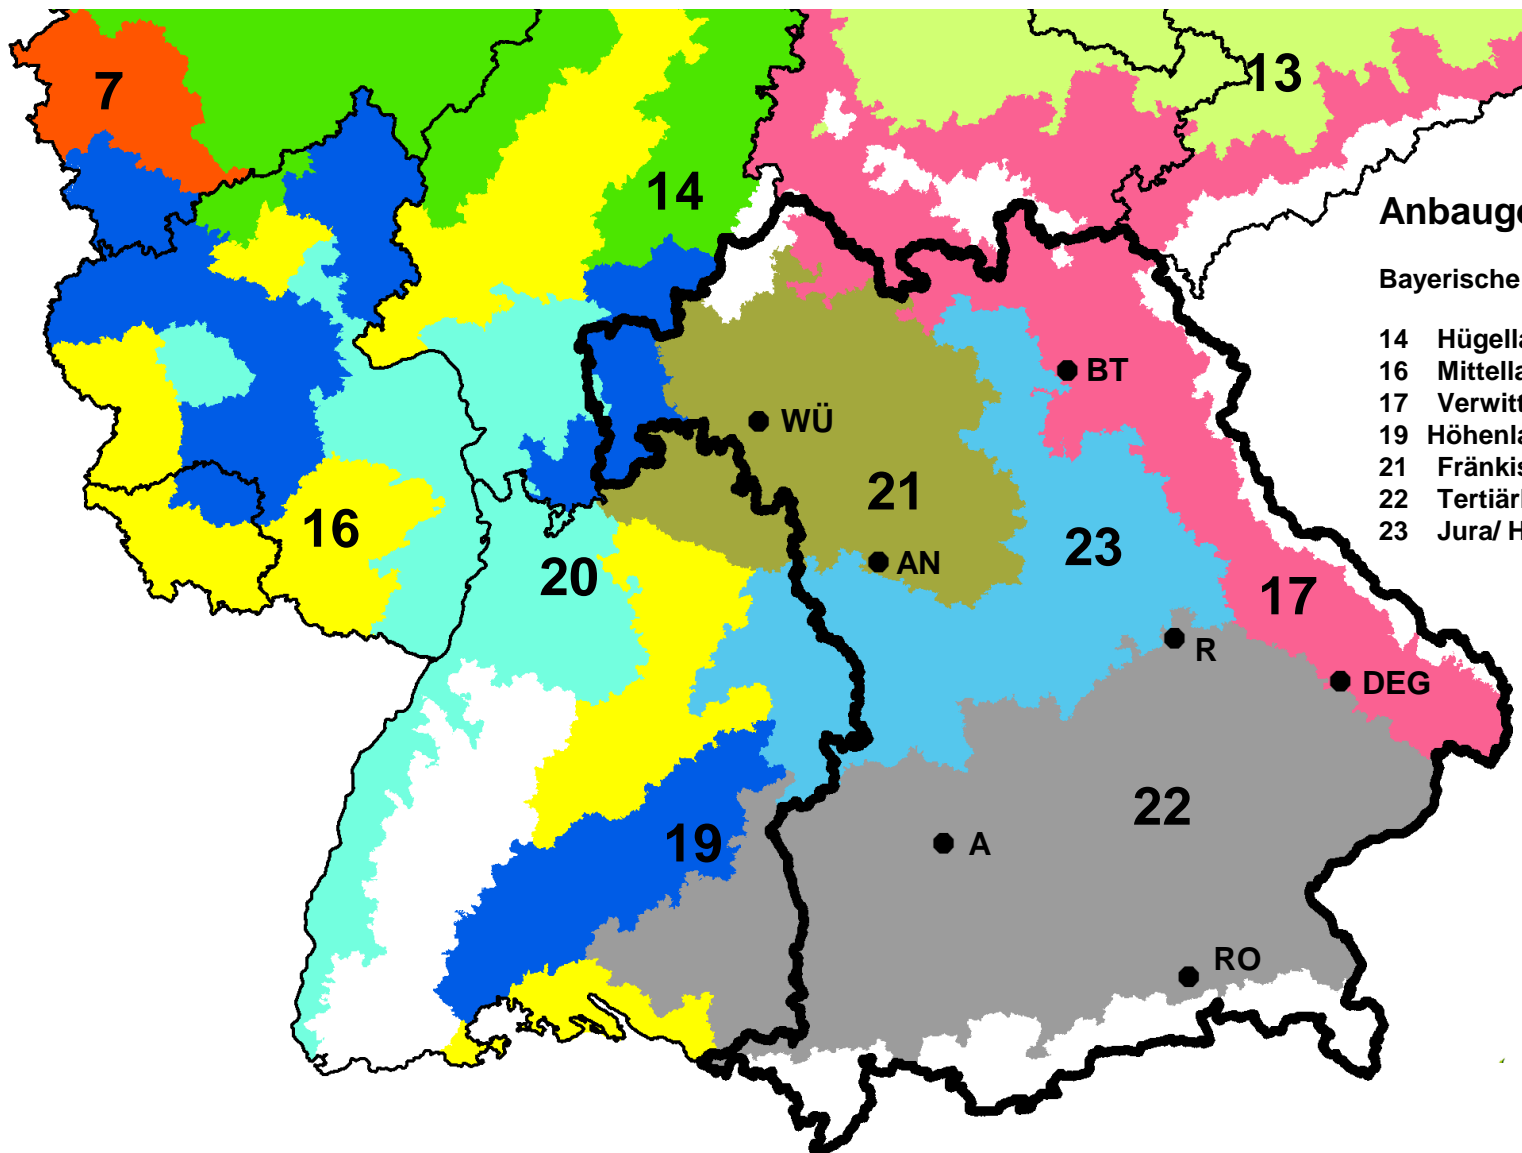 7
13
14
Anbauge
Bayerische
14 Hügella
16 Mittella
17 Verwitt
19 Höhenla
21 Fränkis
22 Tertiär
23 Jura/ H
BT
WÜ
21
16
23
AN
20
17
R
DEG
22
19
A
RO